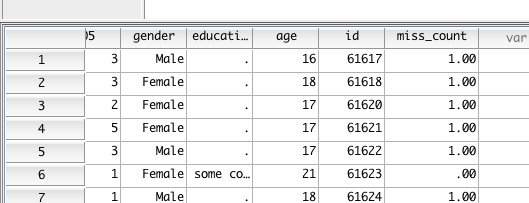 05 gender educati... age id miss_count var
1 3 Male . 16 61617 1.00
2 3 Female . 18 61618 1.00
3 2 Female . 17 61620 1.00
4 5 Female . 17 61621 1.00
5 3 Male . 17 61622 1.00
6 1 Female some co... 21 61623 .00
7 1 Male . 18 61624 1.00